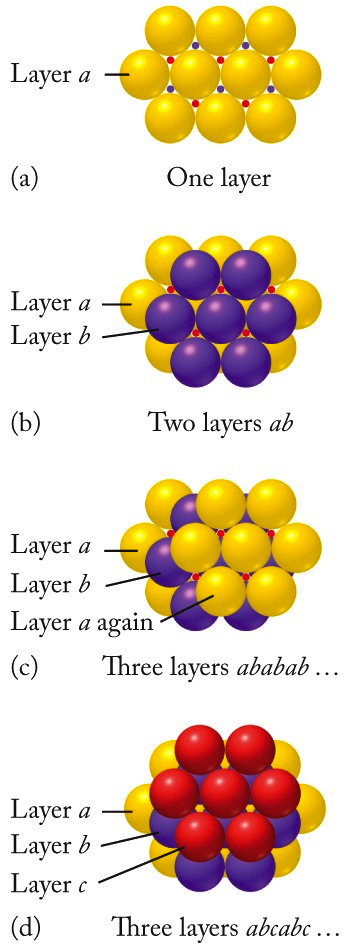 Layer a
(a) One layer
Layer a
Layer b
(b) Two layers ab
Layer a
Layer b
Layer a again
(c) Three layers ababab ...
Layer a
Layer b
Layer c
(d) Three layers abcabc ...